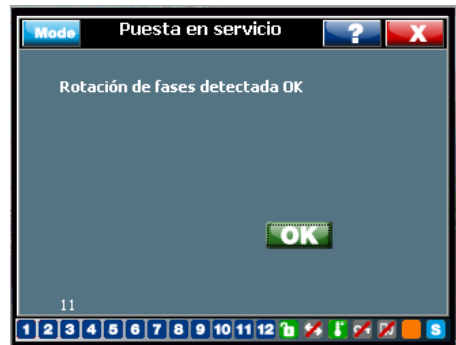 Mode Puesta en servicio ? X
Rotación de fases detectada OK
OK
11
1 2 3 4 5 6 7 8 9 10 11 12 S